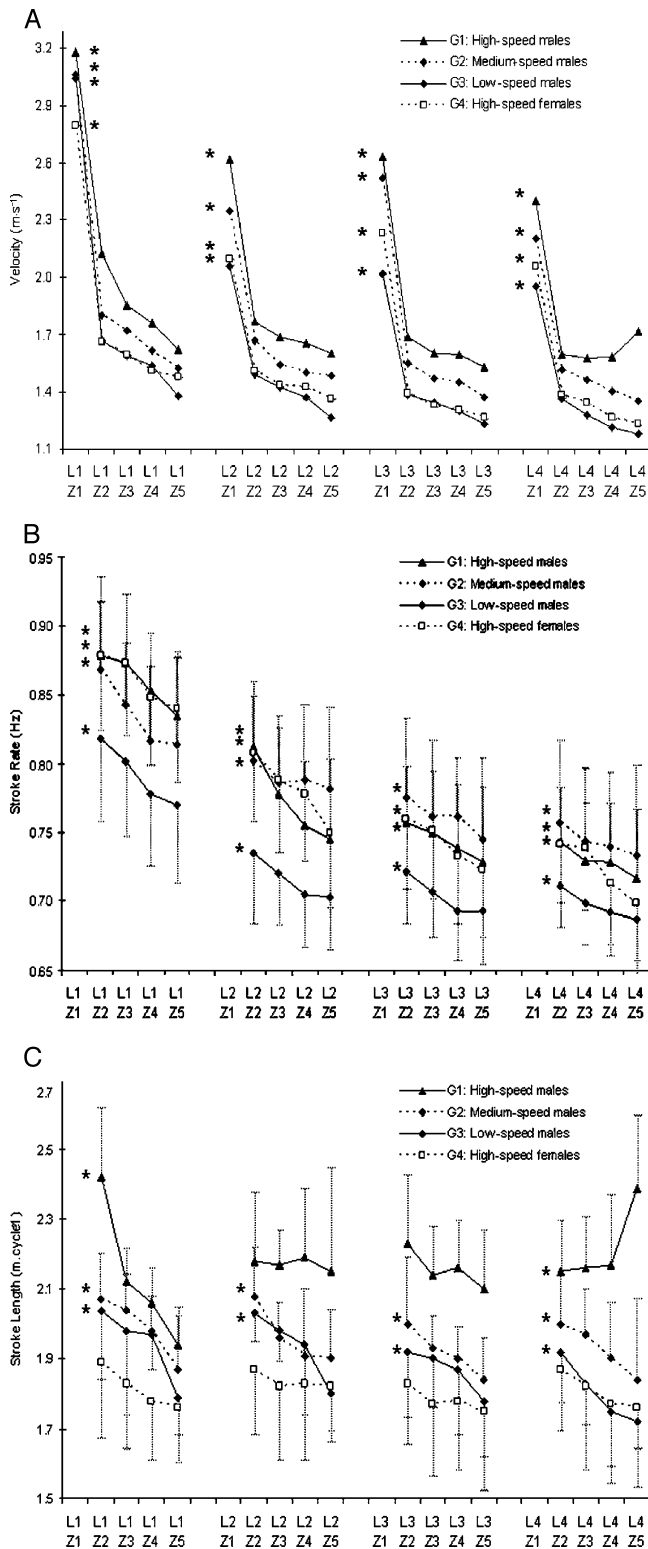 A
G1: High-speed males
G2: Medium-speed males
G3: Low-speed males
G4: High-speed females
Velocity (m·s⁻¹)
3.2
2.9
2.6
2.3
2.0
1.7
1.4
1.1
L1 L1 L1 L1 L1 L2 L2 L2 L2 L2 L3 L3 L3 L3 L3 L4 L4 L4 L4 L4
Z1 Z2 Z3 Z4 Z5 Z1 Z2 Z3 Z4 Z5 Z1 Z2 Z3 Z4 Z5 Z1 Z2 Z3 Z4 Z5
B
G1: High-speed males
G2: Medium-speed males
G3: Low-speed males
G4: High-speed females
Stroke Rate (Hz)
0.95
0.90
0.85
0.80
0.75
0.70
0.65
L1 L1 L1 L1 L1 L2 L2 L2 L2 L2 L3 L3 L3 L3 L3 L4 L4 L4 L4 L4
Z1 Z2 Z3 Z4 Z5 Z1 Z2 Z3 Z4 Z5 Z1 Z2 Z3 Z4 Z5 Z1 Z2 Z3 Z4 Z5
C
G1: High-speed males
G2: Medium-speed males
G3: Low-speed males
G4: High-speed females
Stroke Length (m. cycle1)
2.7
2.5
2.3
2.1
1.9
1.7
1.5
L1 L1 L1 L1 L1 L2 L2 L2 L2 L2 L3 L3 L3 L3 L3 L4 L4 L4 L4 L4
Z1 Z2 Z3 Z4 Z5 Z1 Z2 Z3 Z4 Z5 Z1 Z2 Z3 Z4 Z5 Z1 Z2 Z3 Z4 Z5